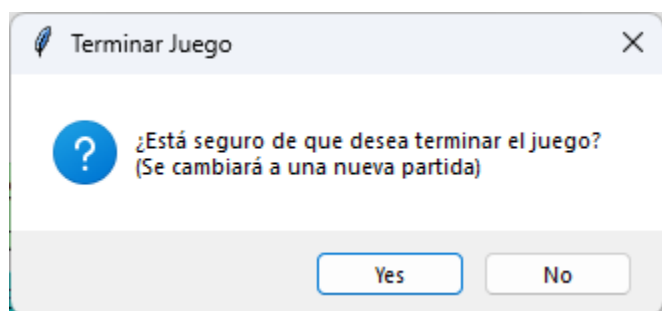 Terminar Juego
¿Está seguro de que desea terminar el juego?
(Se cambiará a una nueva partida)
Yes No